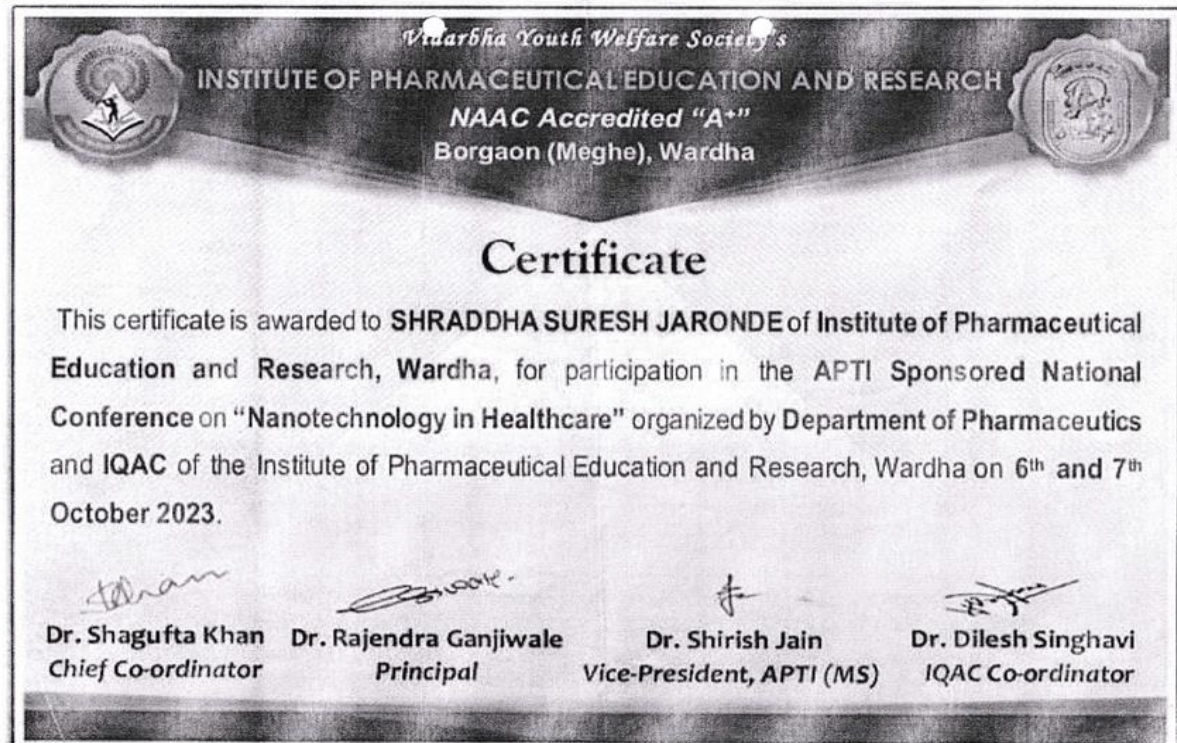 Vidarbha Youth Welfare Society's
INSTITUTE OF PHARMACEUTICAL EDUCATION AND RESEARCH
NAAC Accredited “A+”
Borgaon (Meghe), Wardha
Certificate
This certificate is awarded to SHRADDHA SURESH JARONDE of Institute of Pharmaceutical
Education and Research, Wardha, for participation in the APTI Sponsored National
Conference on “Nanotechnology in Healthcare” organized by Department of Pharmaceutics
and IQAC of the Institute of Pharmaceutical Education and Research, Wardha on 6th and 7th
October 2023.
Dr. Shagufta Khan
Chief Co-ordinator
Dr. Rajendra Ganjiwale
Principal
Dr. Shirish Jain
Vice-President, APTI (MS)
Dr. Dilesh Singhavi
IQAC Co-ordinator